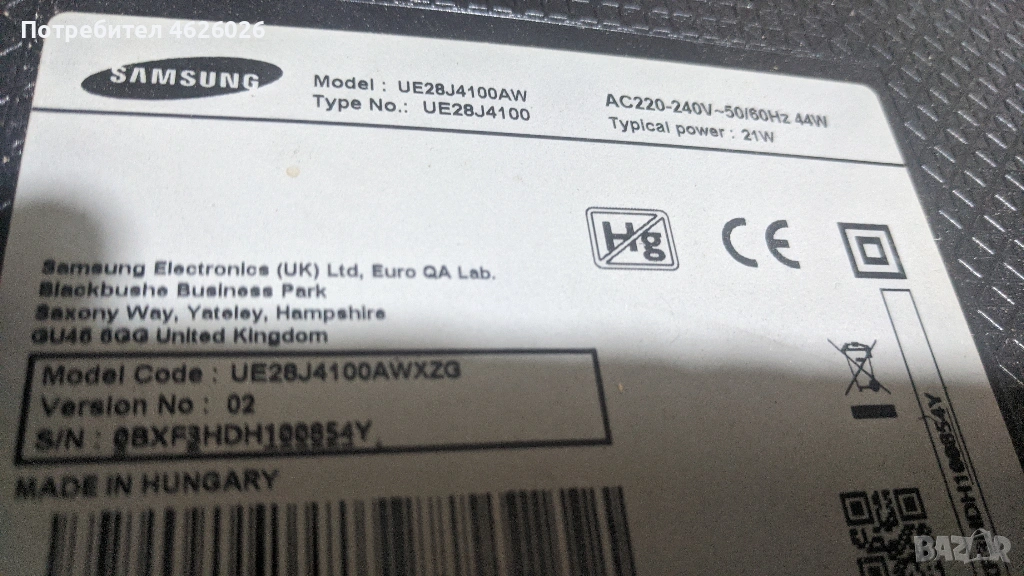 Потребител 4626026
SAMSUNG
Model : UE28J4100AW
Type No.: UE28J4100
AC220-240V~50/60Hz 44W
Typical power : 21W
Hg
CE
Samsung Electronics (UK) Ltd, Euro QA Lab.
Blackbushe Business Park
Saxony Way, Yateley, Hampshire
GU46 6GG United Kingdom
Model Code : UE28J4100AWXZG
Version No : 02
S/N : 0BXF3HDH100854Y
MADE IN HUNGARY
BAZAR